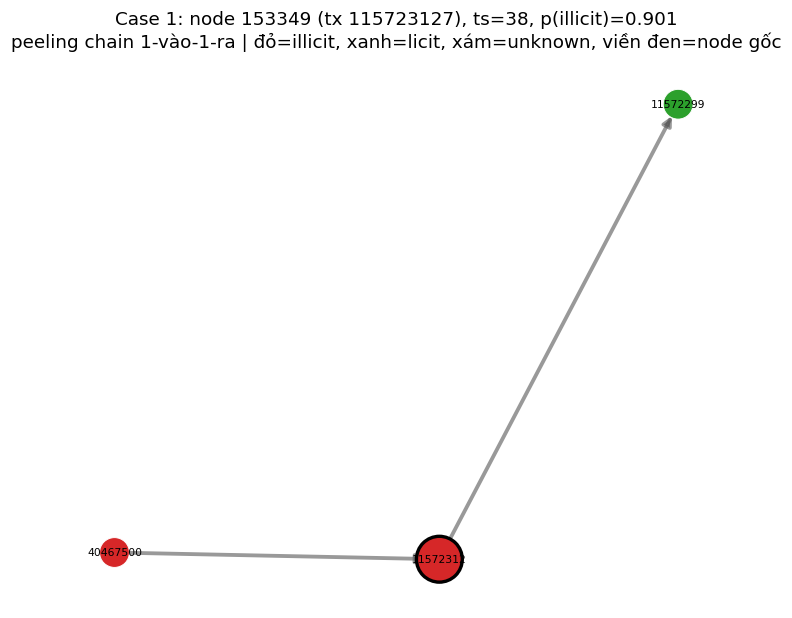 Case 1: node 153349 (tx 115723127), ts=38, p(illicit)=0.901
peeling chain 1-vào-1-ra | đỏ=illicit, xanh=licit, xám=unknown, viền đen=node gốc
11572299
40467500
11572312